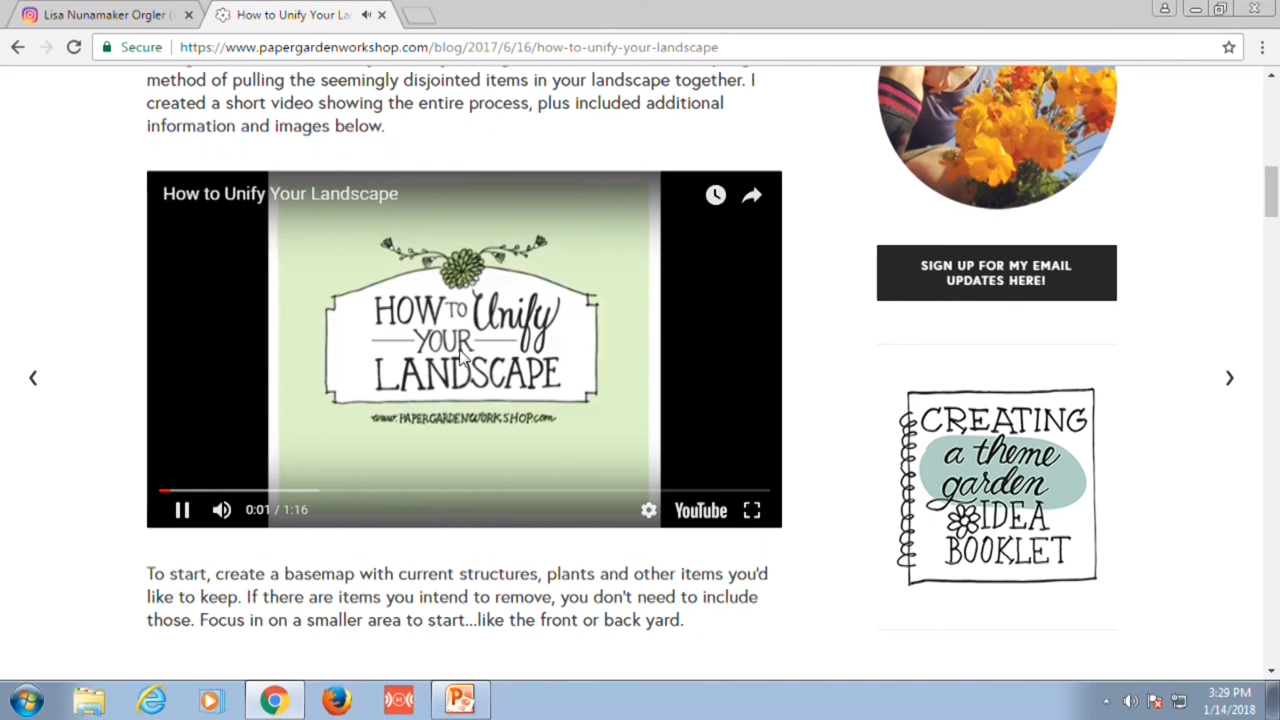 Lisa Nunamaker Orgler (
How to Unify Your La
Secure
https://www.papergardenworkshop.com/blog/2017/6/16/how-to-unify-your-landscape
method of pulling the seemingly disjointed items in your landscape together. I
created a short video showing the entire process, plus included additional
information and images below.
How to Unify Your Landscape
HOW TO Unify
YOUR
LANDSCAPE
www.PAPERGARDENWORKSHOP.com
0:01 / 1:16
YouTube
SIGN UP FOR MY EMAIL
UPDATES HERE!
CREATING
a theme
garden
IDEA
BOOKLET
To start, create a basemap with current structures, plants and other items you'd
like to keep. If there are items you intend to remove, you don't need to include
those. Focus in on a smaller area to start...like the front or back yard.
3:29 PM
1/14/2018